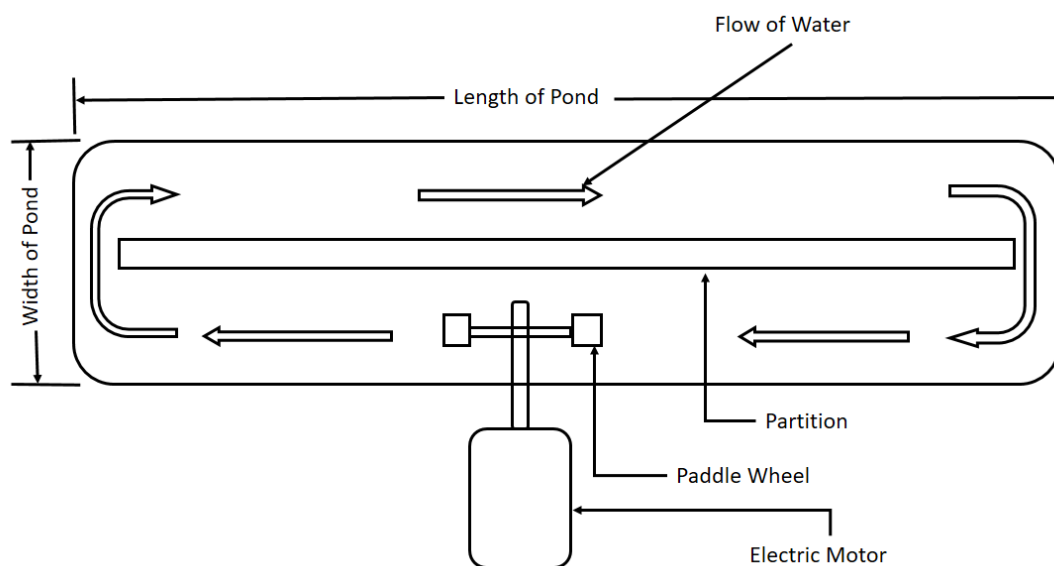 Flow of Water
Length of Pond
Width of Pond
Partition
Paddle Wheel
Electric Motor